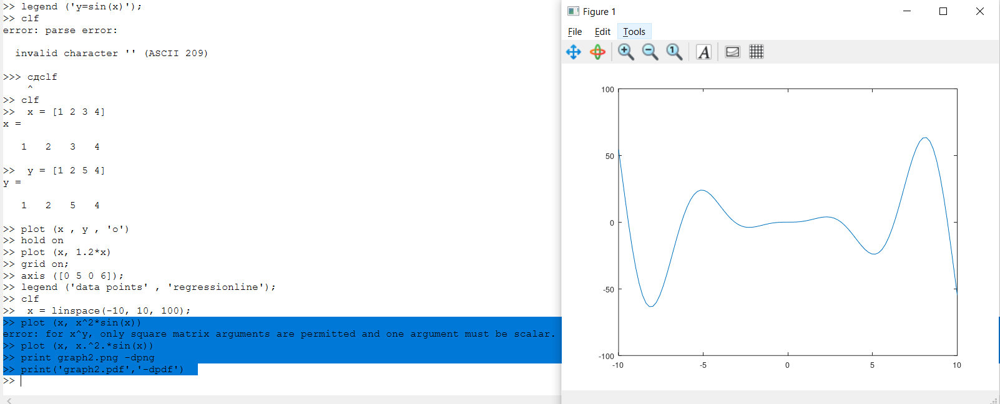 >> legend ('y=sin(x)');
>> clf
error: parse error:
invalid character '' (ASCII 209)
>>> сдclf
^
>> clf
>>  x = [1 2 3 4]
x =
1   2   3   4
>>  y = [1 2 5 4]
y =
1   2   5   4
>> plot (x , y , 'o')
>> hold on
>> plot (x, 1.2*x)
>> grid on;
>> axis ([0 5 0 6]);
>> legend ('data points' , 'regressionline');
>> clf
>>  x = linspace(-10, 10, 100);
>> plot (x, x^2*sin(x))
error: for x^y, only square matrix arguments are permitted and one argument must be scalar.
>> plot (x, x.^2.*sin(x))
>> print graph2.png -dpng
>> print('graph2.pdf','-dpdf')
>>
Figure 1
File Edit Tools
A
100
50
0
-50
-100
-10 -5 0 5 10